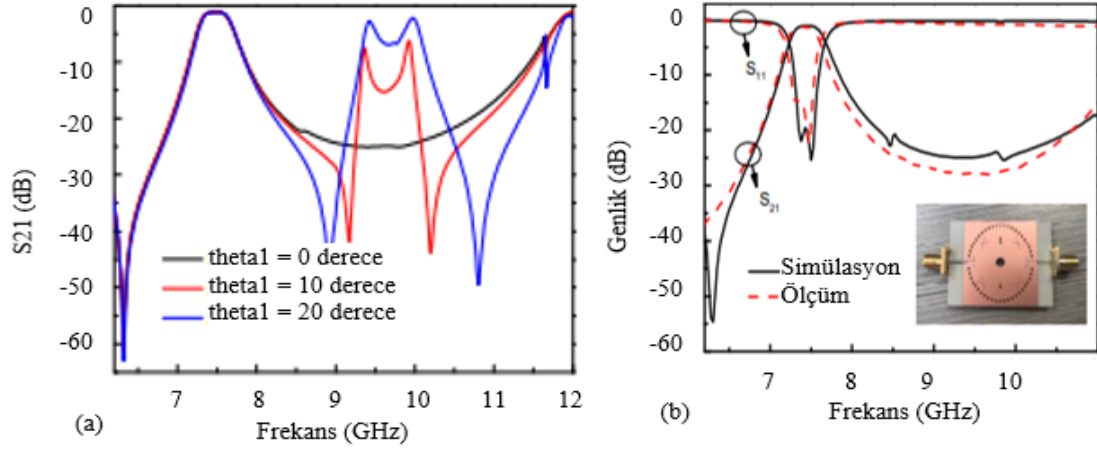 0
-10
-20
-30
-40
-50
-60
S21 (dB)
theta1 = 0 derece
theta1 = 10 derece
theta1 = 20 derece
7
8
9
10
11
12
Frekans (GHz)
(a)
0
-10
-20
-30
-40
-50
-60
Genlik (dB)
S11
S21
Simülasyon
Ölçüm
7
8
9
10
Frekans (GHz)
(b)